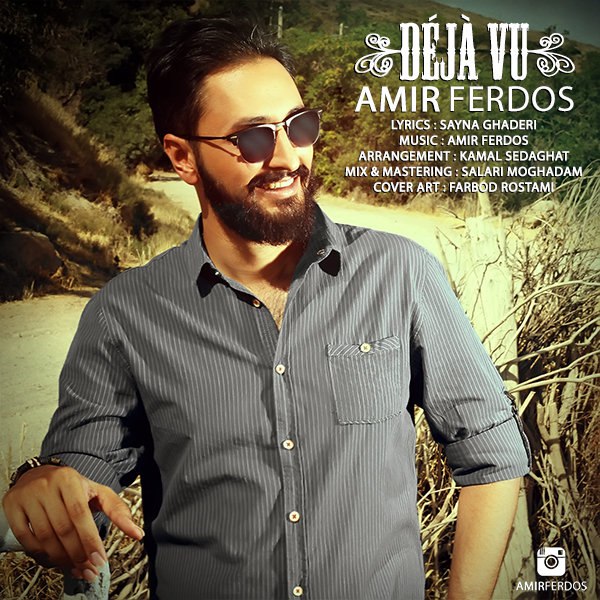 DÉJÀ VU
AMIR FERDOS
LYRICS : SAYNA GHADERI
MUSIC : AMIR FERDOS
ARRANGEMENT : KAMAL SEDAGHAT
MIX & MASTERING : SALARI MOGHADAM
COVER ART : FARBOD ROSTAMI
AMIRFERDOS